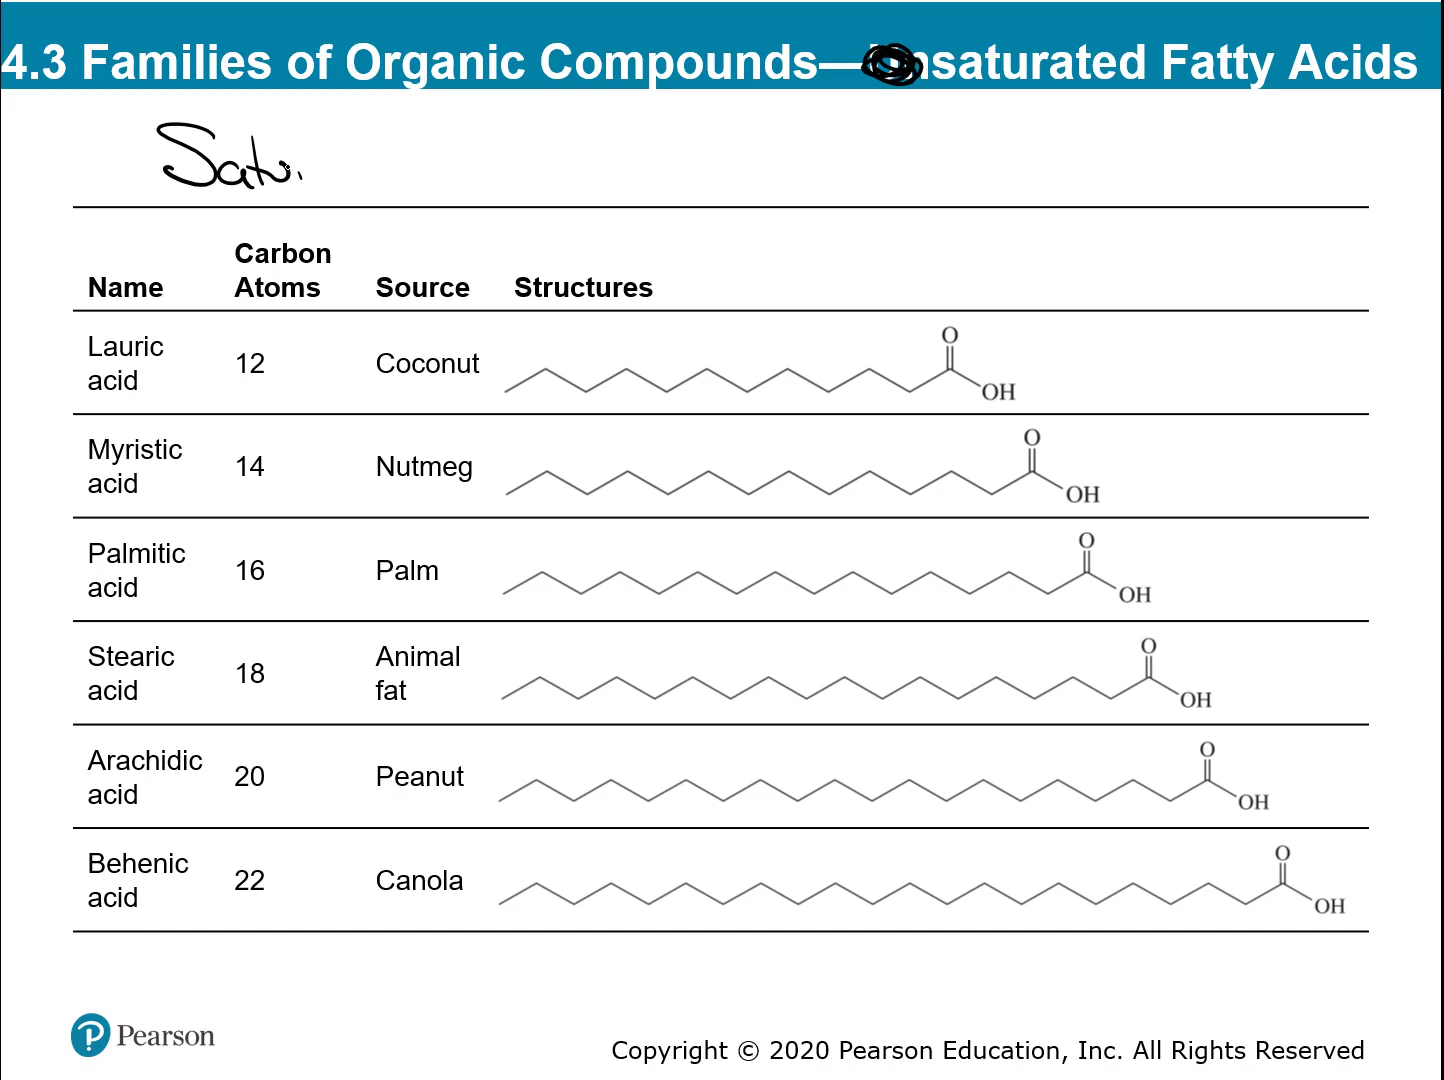 4.3 Families of Organic Compounds—Unsaturated Fatty Acids
Satu.
Name Carbon Atoms Source Structures
Lauric acid 12 Coconut O OH
Myristic acid 14 Nutmeg O OH
Palmitic acid 16 Palm O OH
Stearic acid 18 Animal fat O OH
Arachidic acid 20 Peanut O OH
Behenic acid 22 Canola O OH
Pearson
Copyright © 2020 Pearson Education, Inc. All Rights Reserved